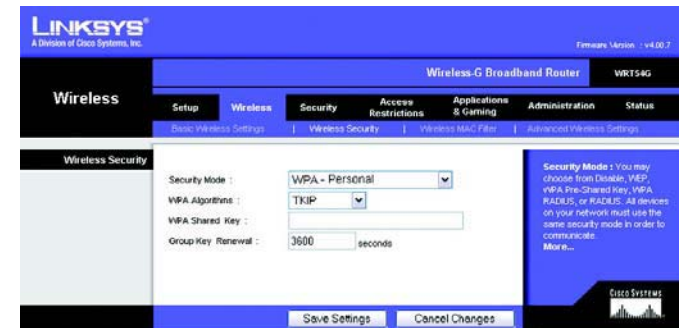 LINKSYS®
A Division of Cisco Systems, Inc.
Firmware Version : v4.00.7
Wireless-G Broadband Router WRT54G
Wireless
Setup Wireless Security Access Restrictions Applications & Gaming Administration Status
Basic Wireless Settings | Wireless Security | Wireless MAC Filter | Advanced Wireless Settings
Wireless Security
Security Mode : WPA - Personal
WPA Algorithms : TKIP
WPA Shared Key :
Group Key Renewal : 3600 seconds
Security Mode : You may
choose from Disable, WEP,
WPA Pre-Shared Key, WPA
RADIUS, or RADIUS. All devices
on your network must use the
same security mode in order to
communicate.
More...
CISCO SYSTEMS
Save Settings Cancel Changes